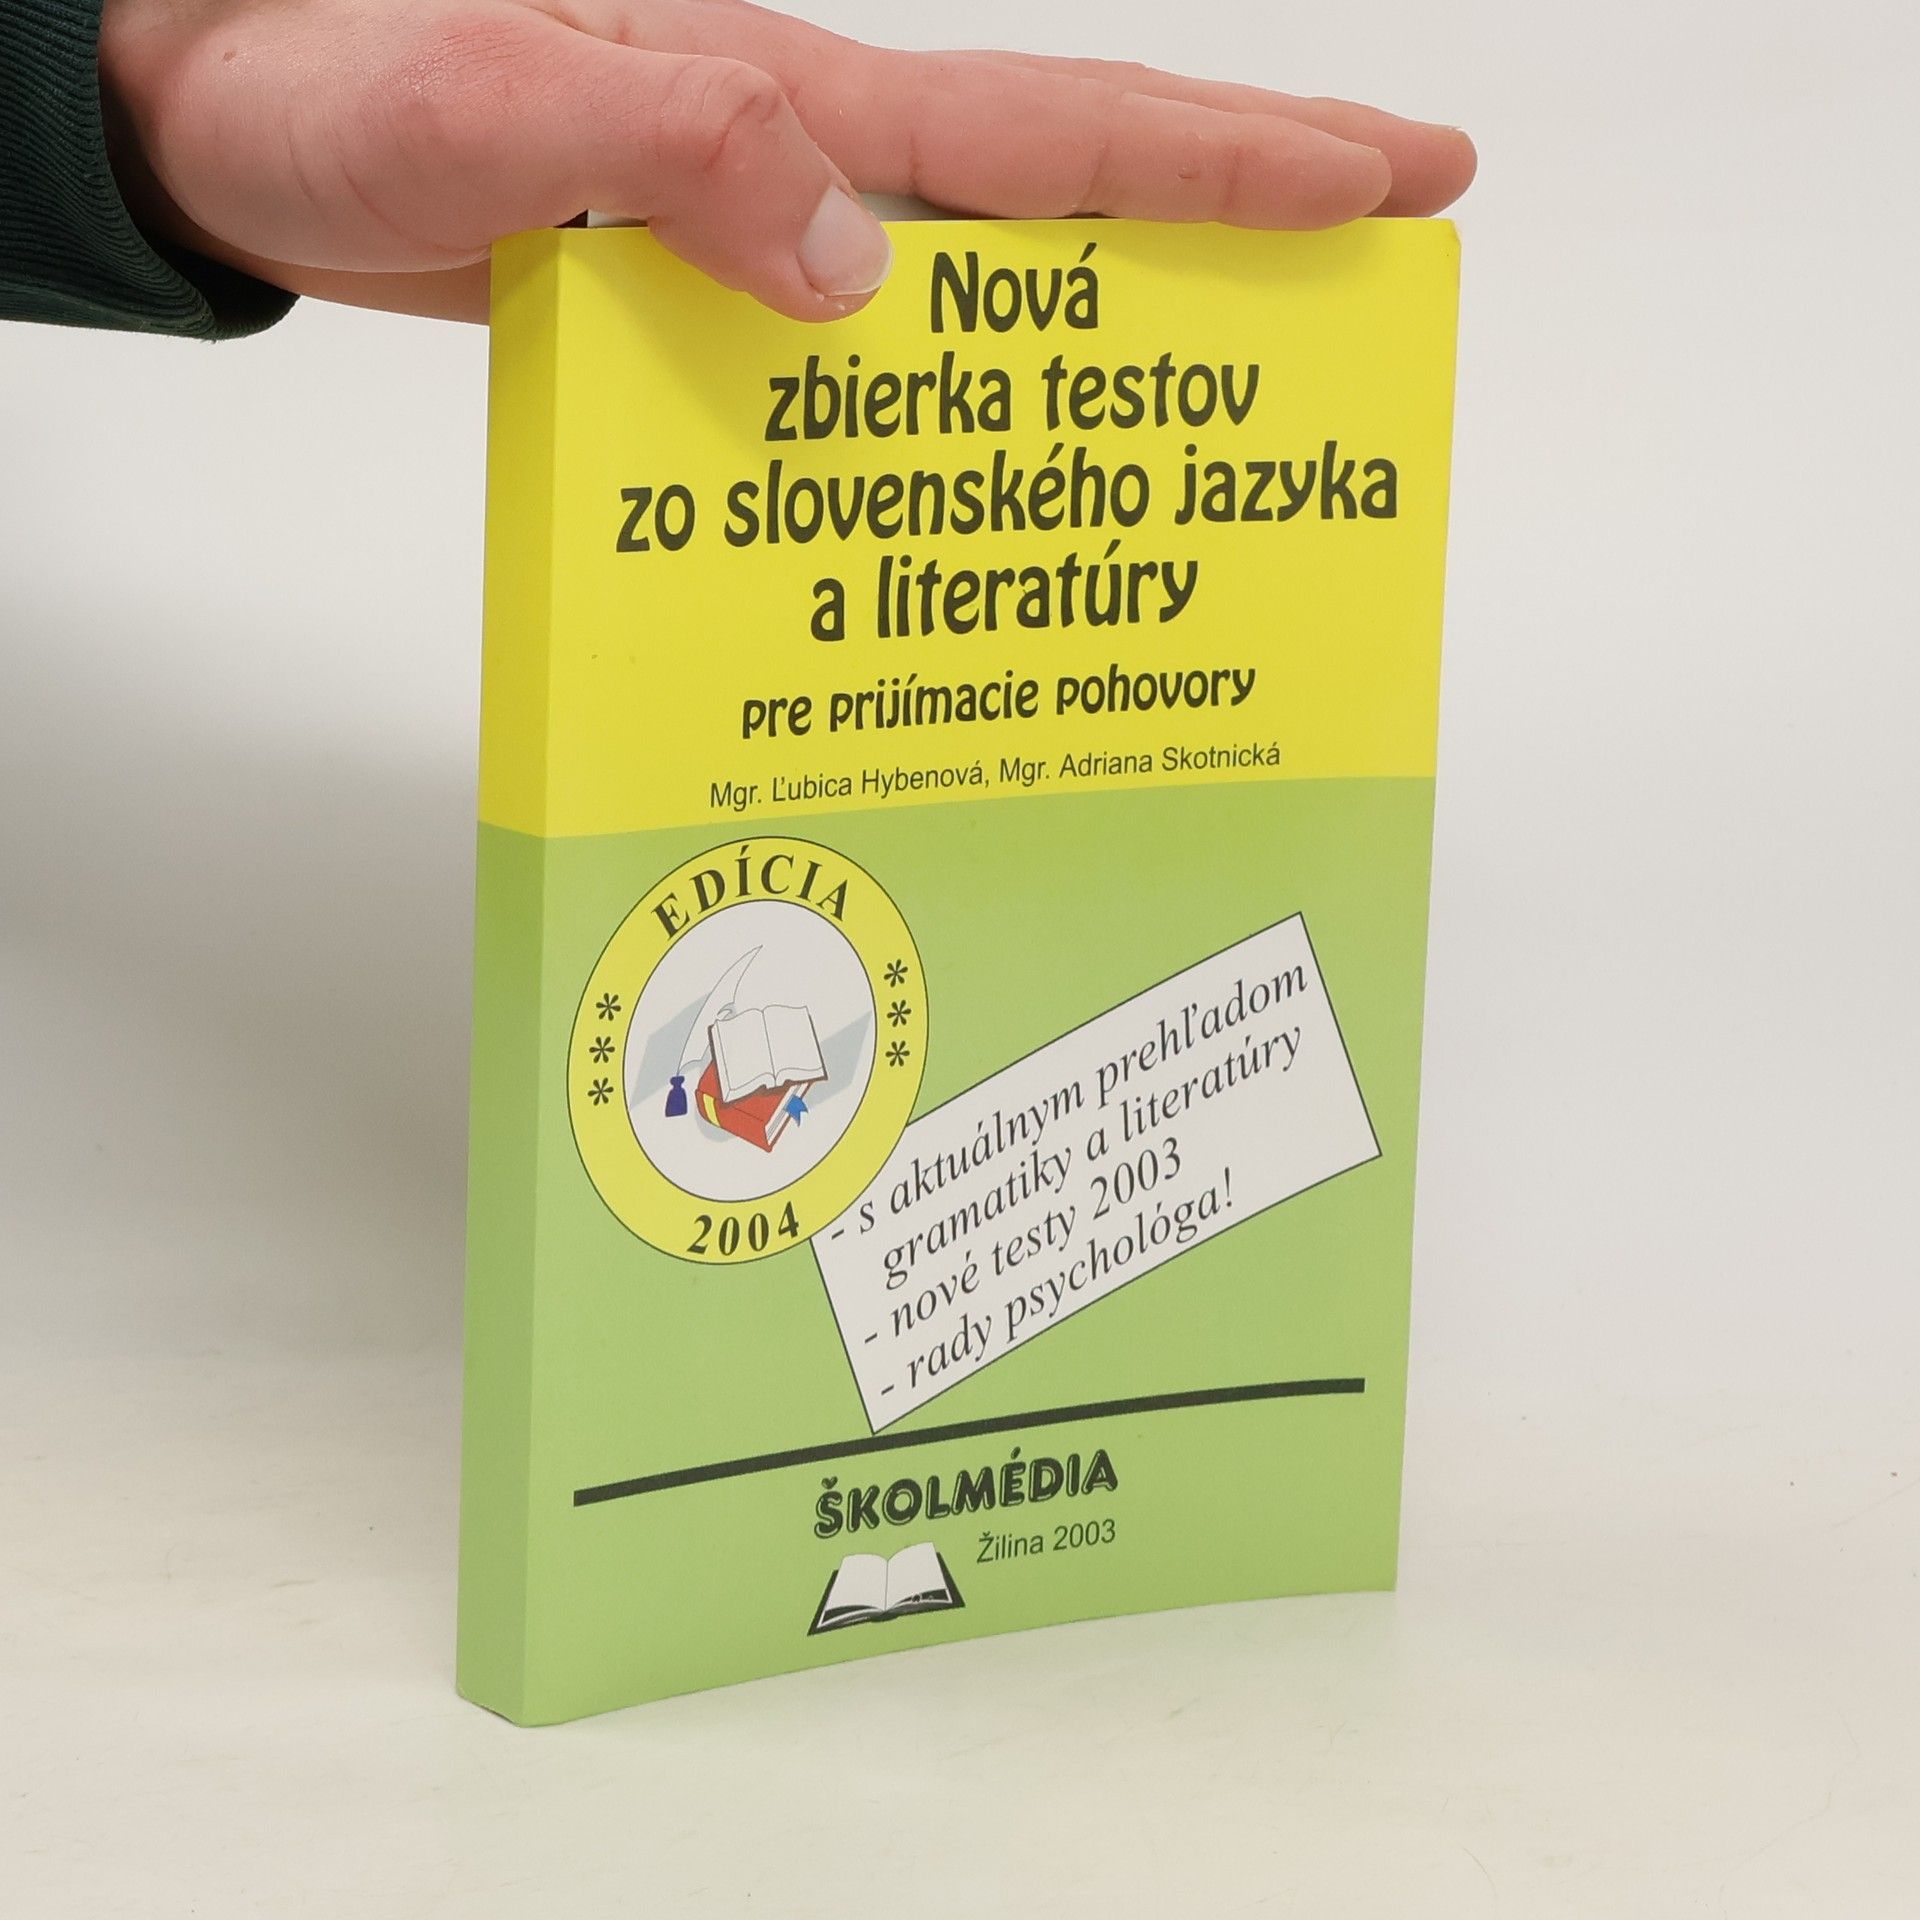 Nová
zbierka testov
zo slovenského jazyka
a literatúry
pre prijímacie pohovory
Mgr. Ľubica Hybenová, Mgr. Adriana Skotnická
EDÍCIA
* * *
* * *
2004
- s aktuálnym prehľadom
gramatiky a literatúry
- nové testy 2003
- rady psychológa!
ŠKOLMÉDIA
Žilina 2003